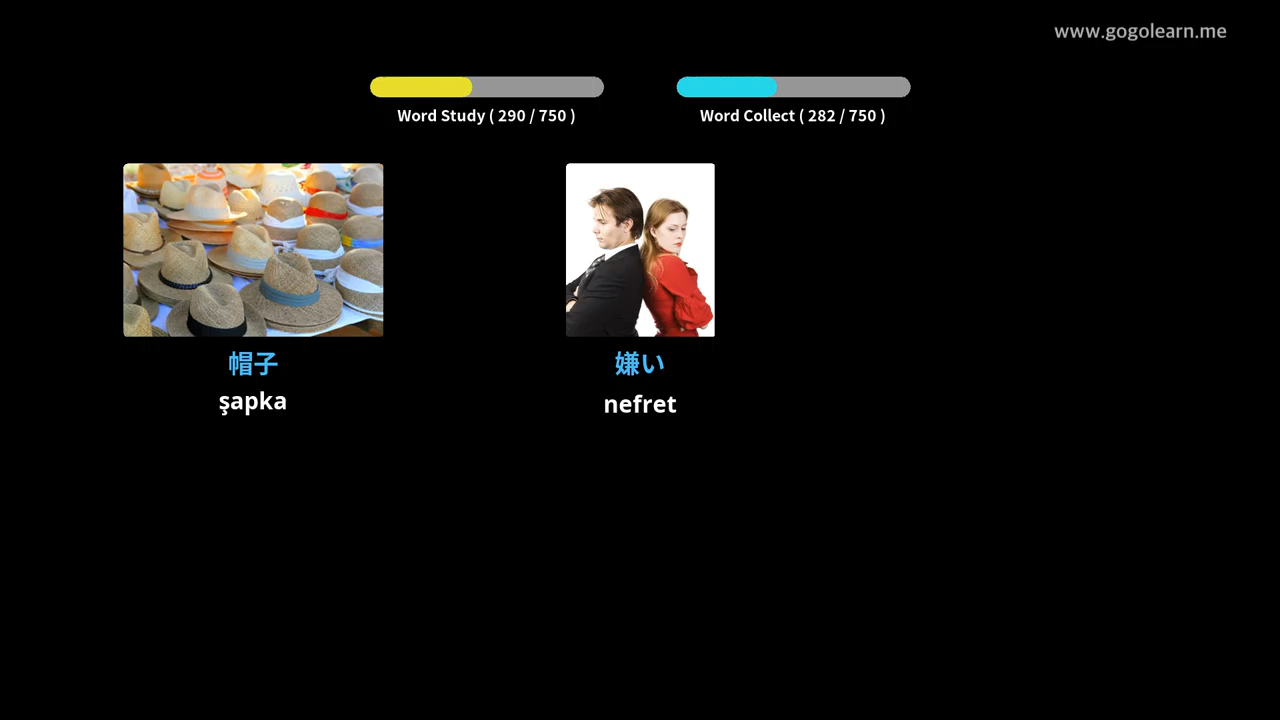 www.gogolearn.me
Word Study ( 290 / 750 )
Word Collect ( 282 / 750 )
帽子
şapka
嫌い
nefret